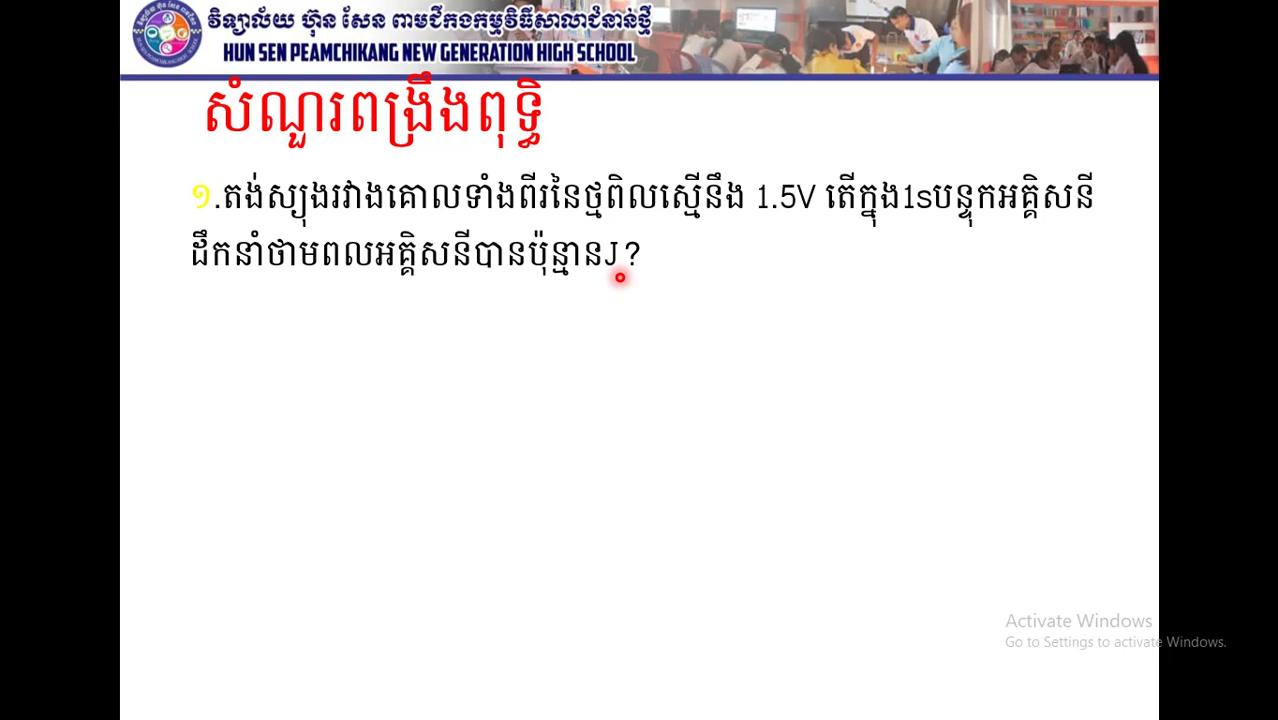 វិទ្យាល័យ ហ៊ុន សែន ពាមជីកងកម្មវិធីសាលាជំនាន់ថ្មី
HUN SEN PEAMCHIKANG NEW GENERATION HIGH SCHOOL
សំណួរពង្រឹងពុទ្ធិ
១.តង់ស្យុងរវាងគោលទាំងពីរនៃថ្មពិលស្មើនឹង 1.5V តើក្នុង1sបន្ទុកអគ្គិសនី
ដឹកនាំថាមពលអគ្គិសនីបានប៉ុន្មានJ?
Activate Windows
Go to Settings to activate Windows.